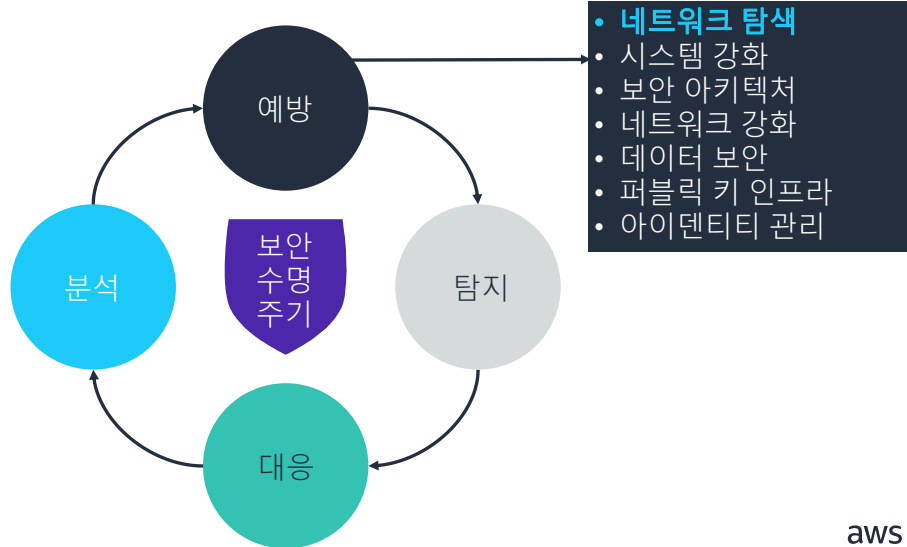 예방
• 네트워크 탐색
• 시스템 강화
• 보안 아키텍처
• 네트워크 강화
• 데이터 보안
• 퍼블릭 키 인프라
• 아이덴티티 관리
분석
보안
수명
주기
탐지
대응
aws